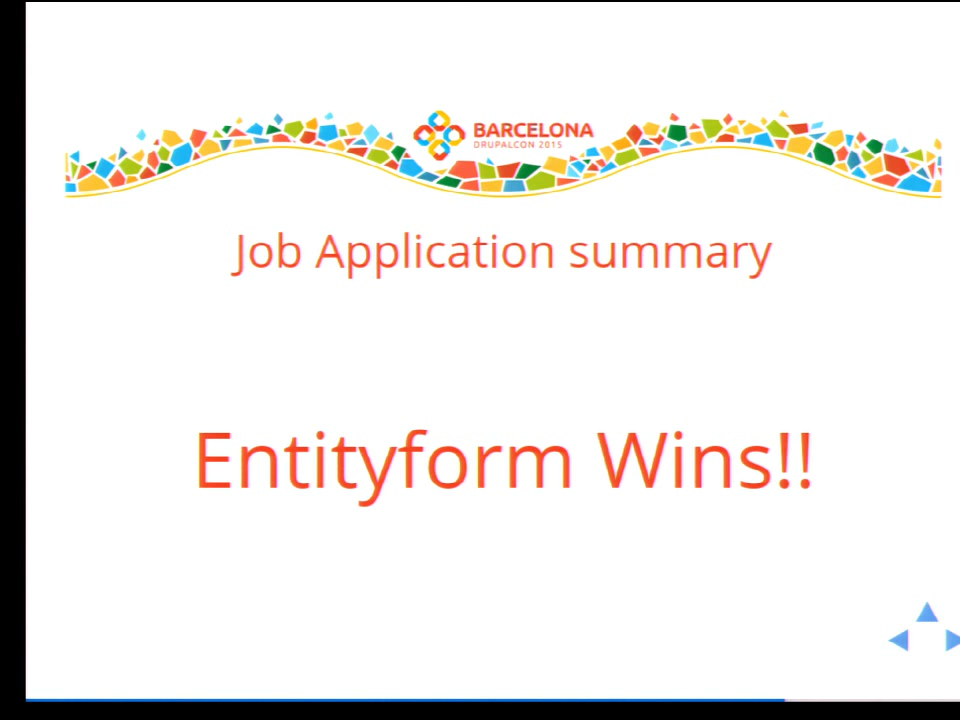 BARCELONA
DRUPALCON 2015
Job Application summary
Entityform Wins!!